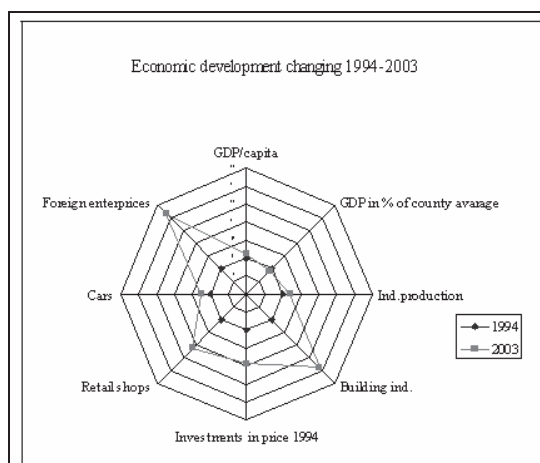 Economic development changing 1994-2003
GDP/capita
Foreign enterprices
GDP in % of county avarage
Cars
Ind.production
1994
2003
Retail shops
Building ind.
Investments in price 1994